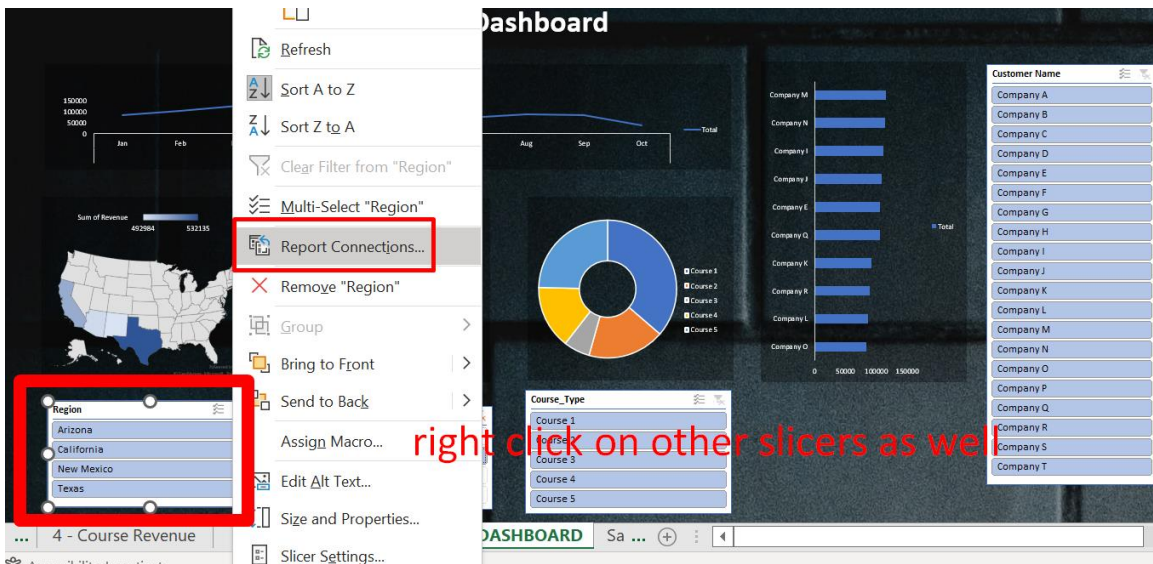 Dashboard
Refresh
Sort A to Z
Sort Z to A
Clear Filter from "Region"
Multi-Select "Region"
Report Connections...
Remove "Region"
Group
Bring to Front
Send to Back
Assign Macro...
Edit Alt Text...
Size and Properties...
Slicer Settings...
150000
100000
50000
0
Jan
Feb
Aug
Sep
Oct
Total
Sum of Revenue
492984
532135
Region
Arizona
California
New Mexico
Texas
Course 1
Course 2
Course 3
Course 4
Course 5
Course_Type
Course 1
Course 2
Course 3
Course 4
Course 5
right click on other slicers as well
Company M
Company N
Company I
Company J
Company E
Company Q
Company K
Company R
Company L
Company O
0 50000 100000 150000
Total
Customer Name
Company A
Company B
Company C
Company D
Company E
Company F
Company G
Company H
Company I
Company J
Company K
Company L
Company M
Company N
Company O
Company P
Company Q
Company R
Company S
Company T
... 4 - Course Revenue
DASHBOARD
Sa ...